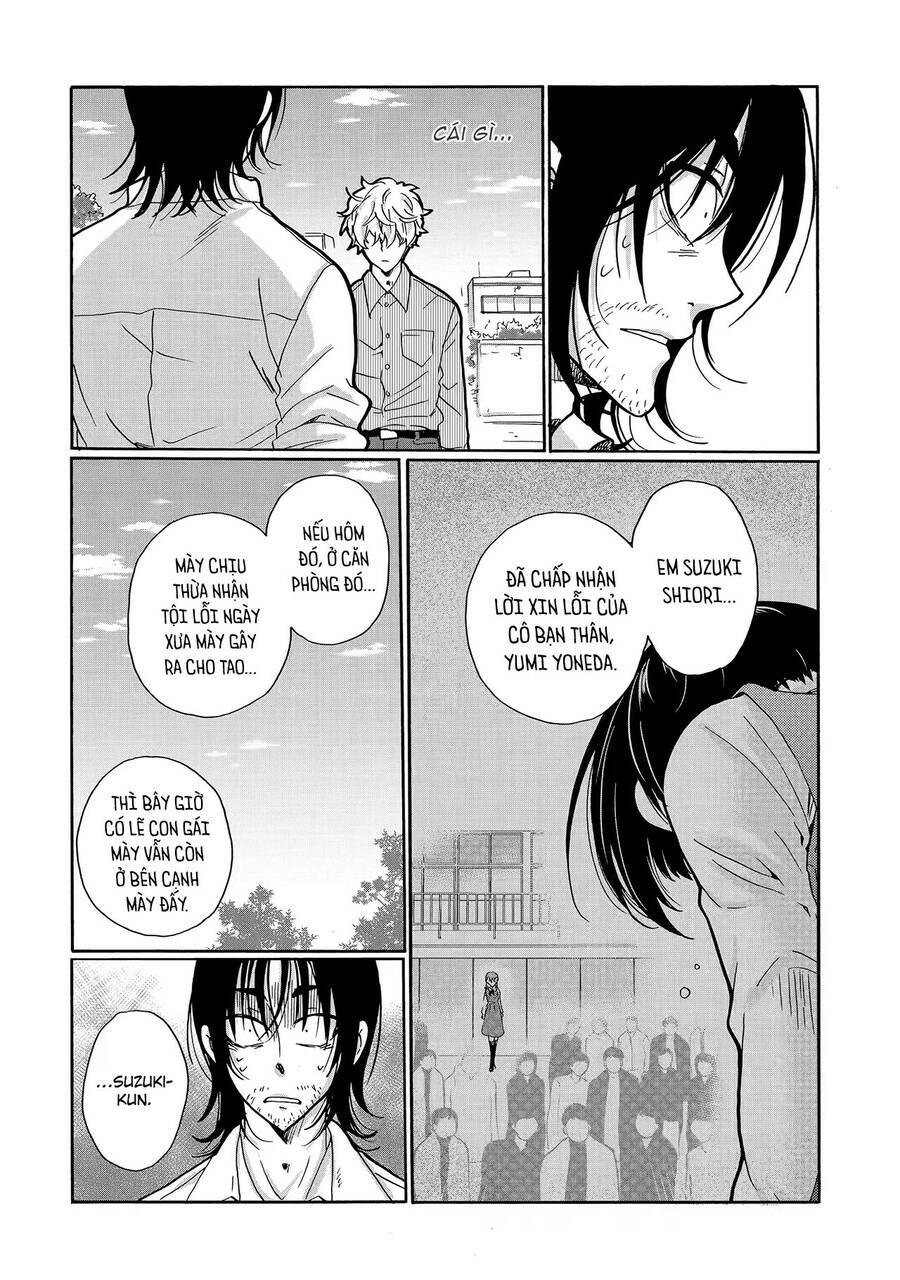 CÁI GÌ...
EM SUZUKI
SHIORI...
ĐÃ CHẤP NHẬN
LỜI XIN LỖI CỦA
CÔ BẠN THÂN,
YUMI YONEDA.
NẾU HÔM
ĐÓ, Ở CĂN
PHÒNG ĐÓ...
MÀY CHỊU
THỪA NHẬN
TỘI LỖI NGÀY
XƯA MÀY GÂY
RA CHO TAO...
THÌ BÂY GIỜ
CÓ LẼ CON GÁI
MÀY VẪN CÒN
Ở BÊN CẠNH
MÀY ĐẤY.
...SUZUKI-
KUN.